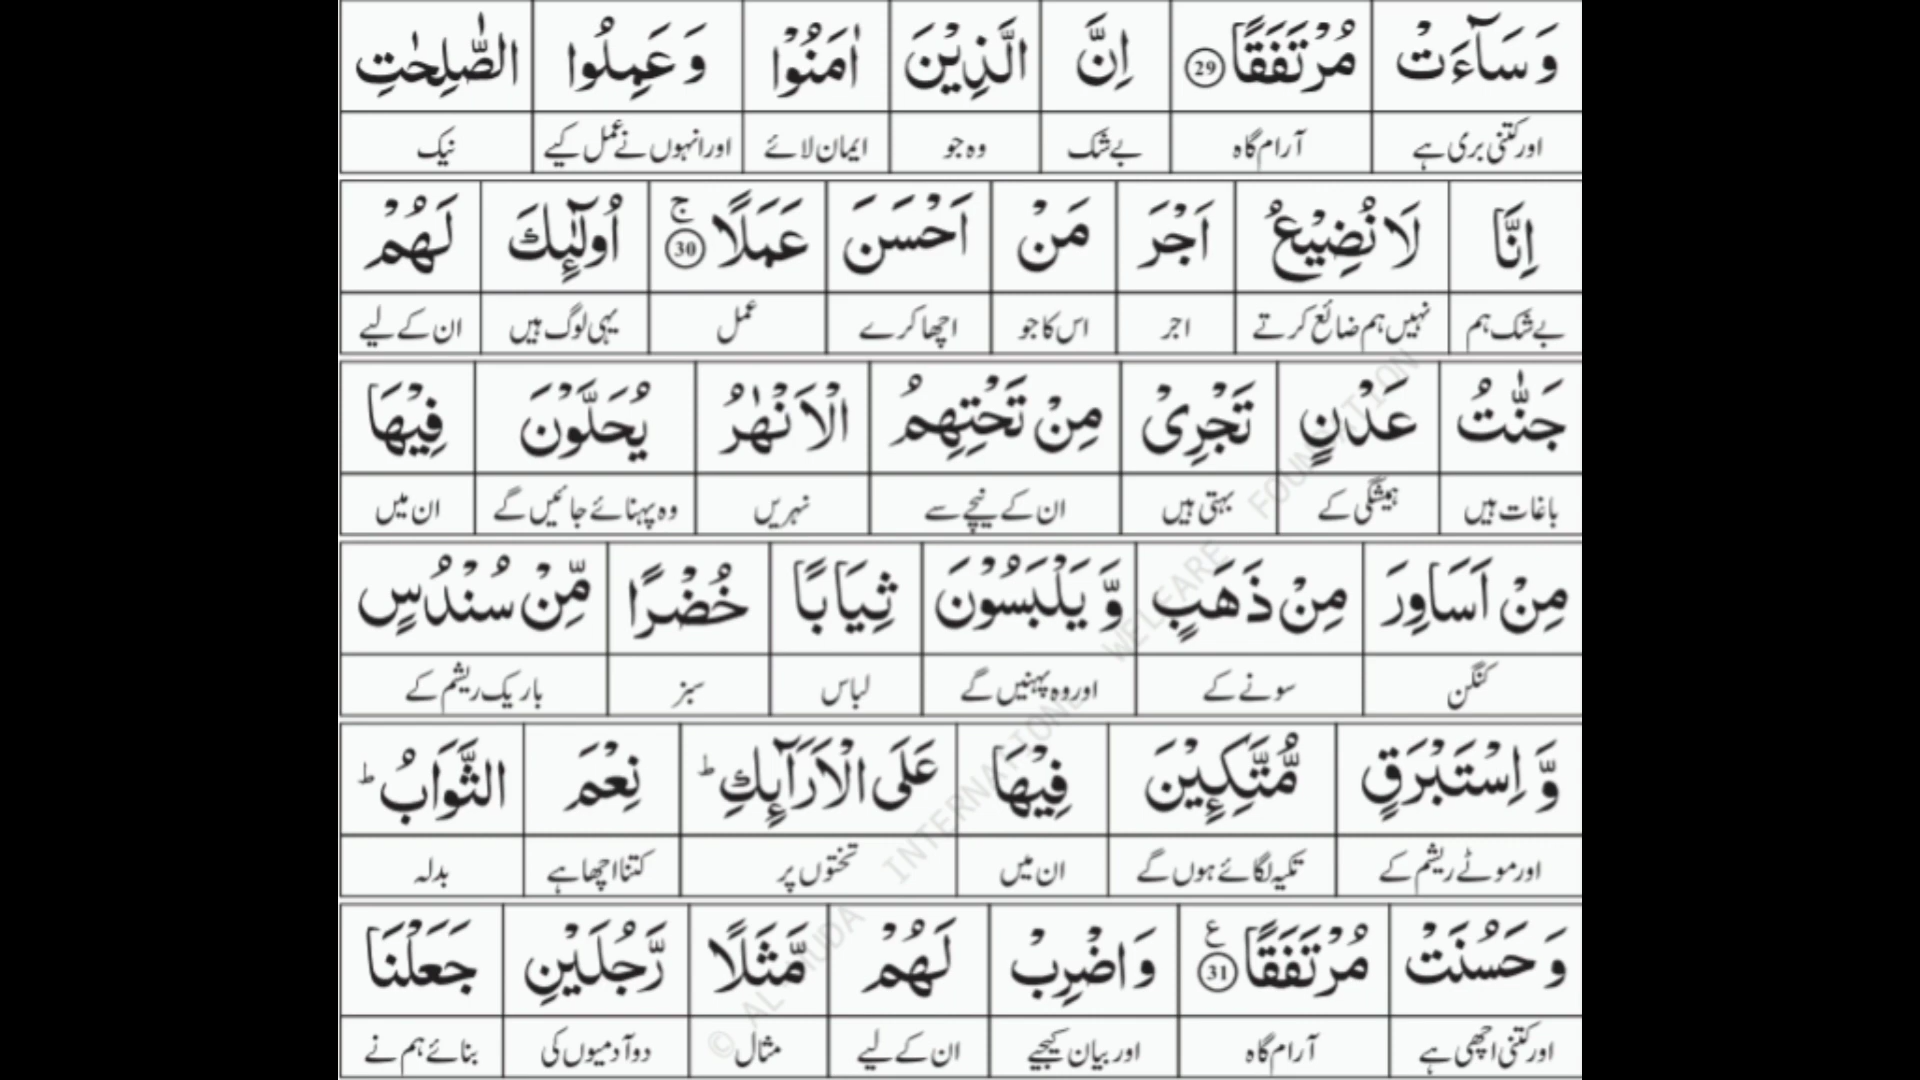 وَ سَآءَتْ مُرْتَفَقًا 29 اِنَّ الَّذِيْنَ اٰمَنُوْا وَ عَمِلُوا الصّٰلِحٰتِ
اور کتنی بری ہے آرام گاہ بے شک وہ جو ایمان لائے اور انہوں نے عمل کیے نیک
اِنَّا لَا نُضِيْعُ اَجْرَ مَنْ اَحْسَنَ عَمَلًا ج 30 اُولٰٓئِكَ لَهُمْ
بے شک ہم نہیں ہم ضائع کرتے اجر اس کا جو اچھا کرے عمل یہی لوگ ہیں ان کے لیے
جَنّٰتُ عَدْنٍ تَجْرِيْ مِنْ تَحْتِهِمُ الْاَنْهٰرُ يُحَلَّوْنَ فِيْهَا
باغات ہیں ہمیشگی کے بہتی ہیں ان کے نیچے سے نہریں وہ پہنائے جائیں گے ان میں
مِنْ اَسَاوِرَ مِنْ ذَهَبٍ وَّ يَلْبَسُوْنَ ثِيَابًا خُضْرًا مِّنْ سُنْدُسٍ
کنگن سونے کے اور وہ پہنیں گے لباس سبز باریک ریشم کے
وَّ اِسْتَبْرَقٍ مُّتَّكِـِٕيْنَ فِيْهَا عَلَى الْاَرَآئِكِ ؕ نِعْمَ الثَّوَابُ ؕ
اور موٹے ریشم کے تکیہ لگائے ہوں گے ان میں تختوں پر کتنا اچھا ہے بدلہ
وَ حَسُنَتْ مُرْتَفَقًا ع 31 وَ اضْرِبْ لَهُمْ مَّثَلًا رَّجُلَيْنِ جَعَلْنَا
اور کتنی اچھی ہے آرام گاہ اور بیان کیجیے ان کے لیے مثال دو آدمیوں کی بنائے ہم نے
© AL HUDA INTERNATIONAL WELFARE FOUNDATION